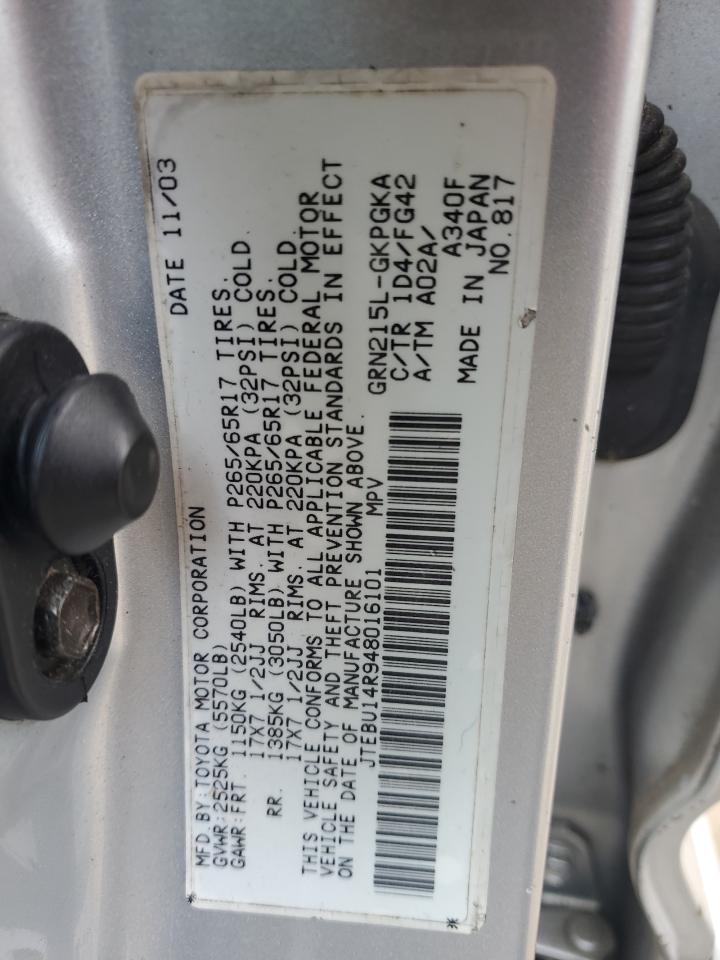 MFD. BY: TOYOTA MOTOR CORPORATION DATE 11/03
GVWR: 2525KG (5570LB)
GAWR: FRT. 1150KG (2540LB) WITH P265/65R17 TIRES.
17X7 1/2JJ RIMS. AT 220KPA (32PSI) COLD.
RR. 1385KG (3050LB) WITH P265/65R17 TIRES.
17X7 1/2JJ RIMS. AT 220KPA (32PSI) COLD.
THIS VEHICLE CONFORMS TO ALL APPLICABLE FEDERAL MOTOR
VEHICLE SAFETY AND THEFT PREVENTION STANDARDS IN EFFECT
ON THE DATE OF MANUFACTURE SHOWN ABOVE.
JTEBU14R948016101 MPV
GRN215L-GKPGKA
C/TR 1D4/FG42
A/TM A02A/ A340F
MADE IN JAPAN
NO. 817